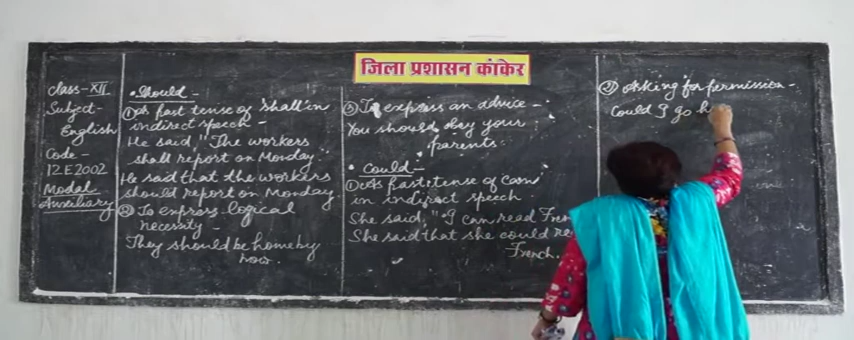 जिला प्रशासन कांकेर
class-XII
Subject-
English
Code-
12E2002
Modal
Auxiliary
• Should -
① As past tense of "shall" in
indirect speech -
He said, "The workers
shall report on Monday
He said that the workers
should report on Monday
② To express logical
necessity -
They should be home by
now.
③ To express an advice -
You should obey your
parents.
• Could -
① As past tense of Can
in indirect speech
She said, "I can read Fren
She said that she could re
French.
② Asking for permission -
Could I go h